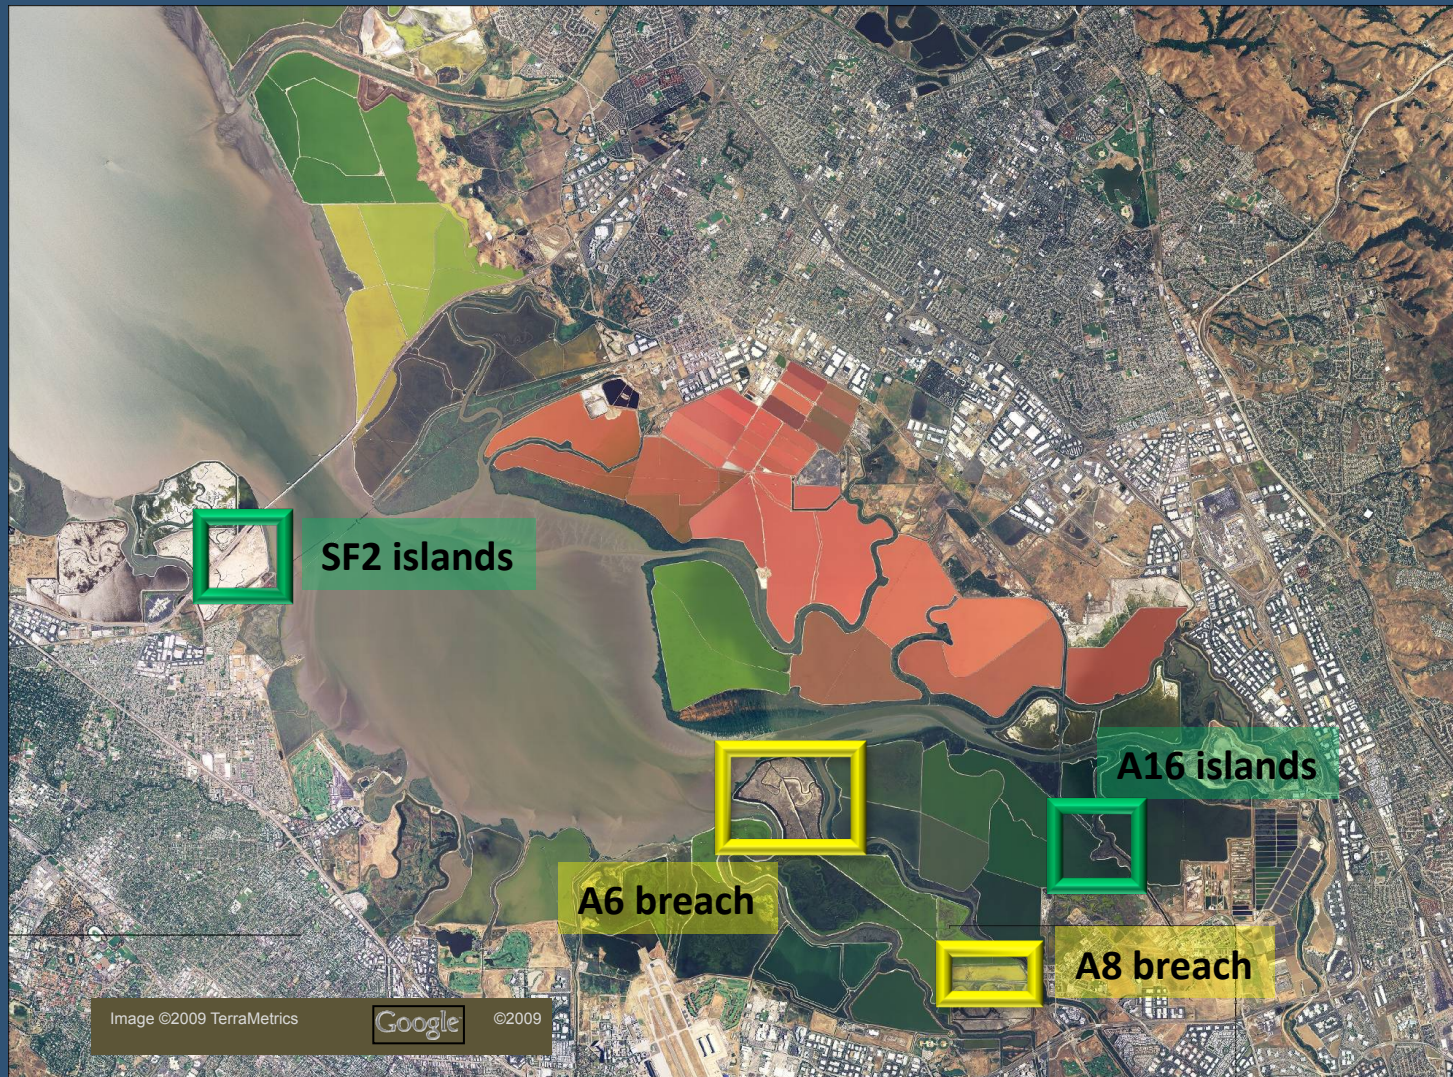 SF2 islands
A16 islands
A6 breach
A8 breach
Image ©2009 TerraMetrics
Google
©2009